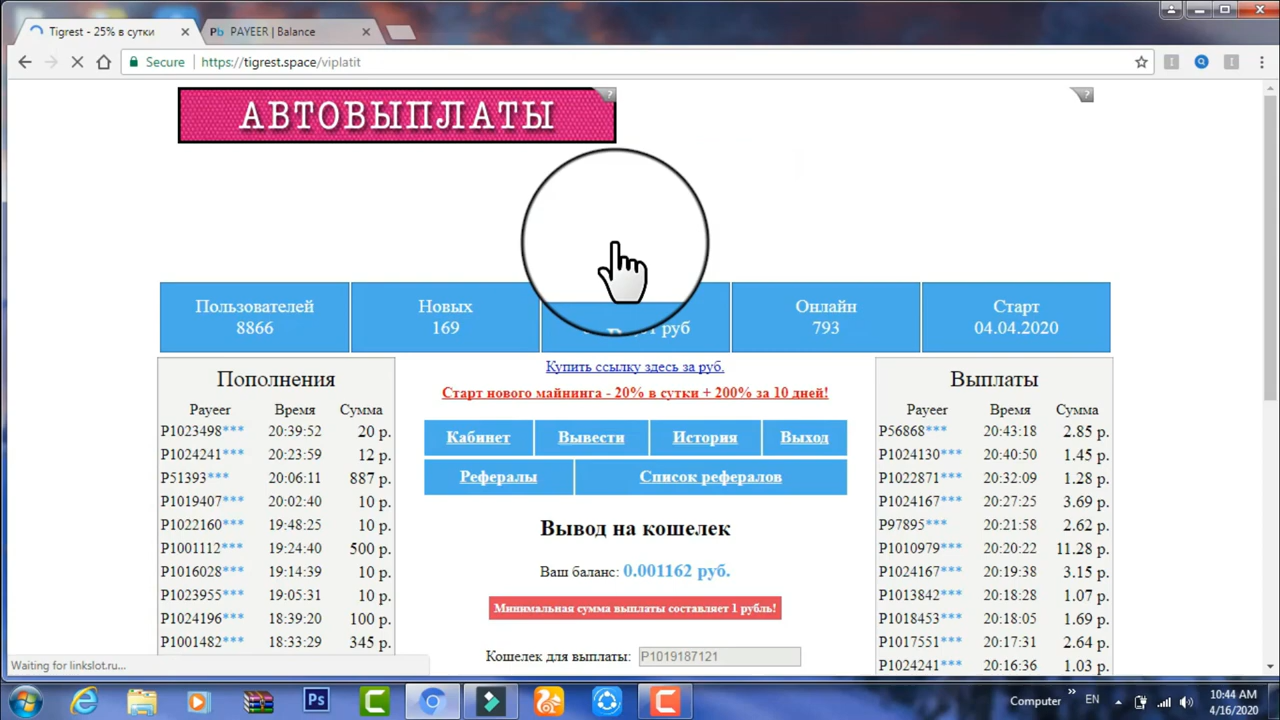 Tigrest - 25% в сутки
Pb PAYEER | Balance
Secure https://tigrest.space/viplatit
АВТОВЫПЛАТЫ
?
?
Пользователей
8866
Новых
169
руб
Онлайн
793
Старт
04.04.2020
Купить ссылку здесь за руб.
Старт нового майнинга - 20% в сутки + 200% за 10 дней!
Кабинет Вывести История Выход
Рефералы Список рефералов
Пополнения
Payeer Время Сумма
P1023498*** 20:39:52 20 р.
P1024241*** 20:23:59 12 р.
P51393*** 20:06:11 887 р.
P1019407*** 20:02:40 10 р.
P1022160*** 19:48:25 10 р.
P1001112*** 19:24:40 500 р.
P1016028*** 19:14:39 10 р.
P1023955*** 19:05:31 10 р.
P1024196*** 18:39:20 100 р.
P1001482*** 18:33:29 345 р.
Вывод на кошелек
Ваш баланс: 0.001162 руб.
Минимальная сумма выплаты составляет 1 рубль!
Кошелек для выплаты: P1019187121
Выплаты
Payeer Время Сумма
P56868*** 20:43:18 2.85 р.
P1024130*** 20:40:50 1.45 р.
P1022871*** 20:32:09 1.28 р.
P1024167*** 20:27:25 3.69 р.
P97895*** 20:21:58 2.62 р.
P1010979*** 20:20:22 11.28 р.
P1024167*** 20:19:38 3.15 р.
P1013842*** 20:18:28 1.07 р.
P1018453*** 20:18:05 1.69 р.
P1017551*** 20:17:31 2.64 р.
P1024241*** 20:16:36 1.03 р.
Waiting for linkslot.ru...
Ps
Computer » EN
10:44 AM
4/16/2020